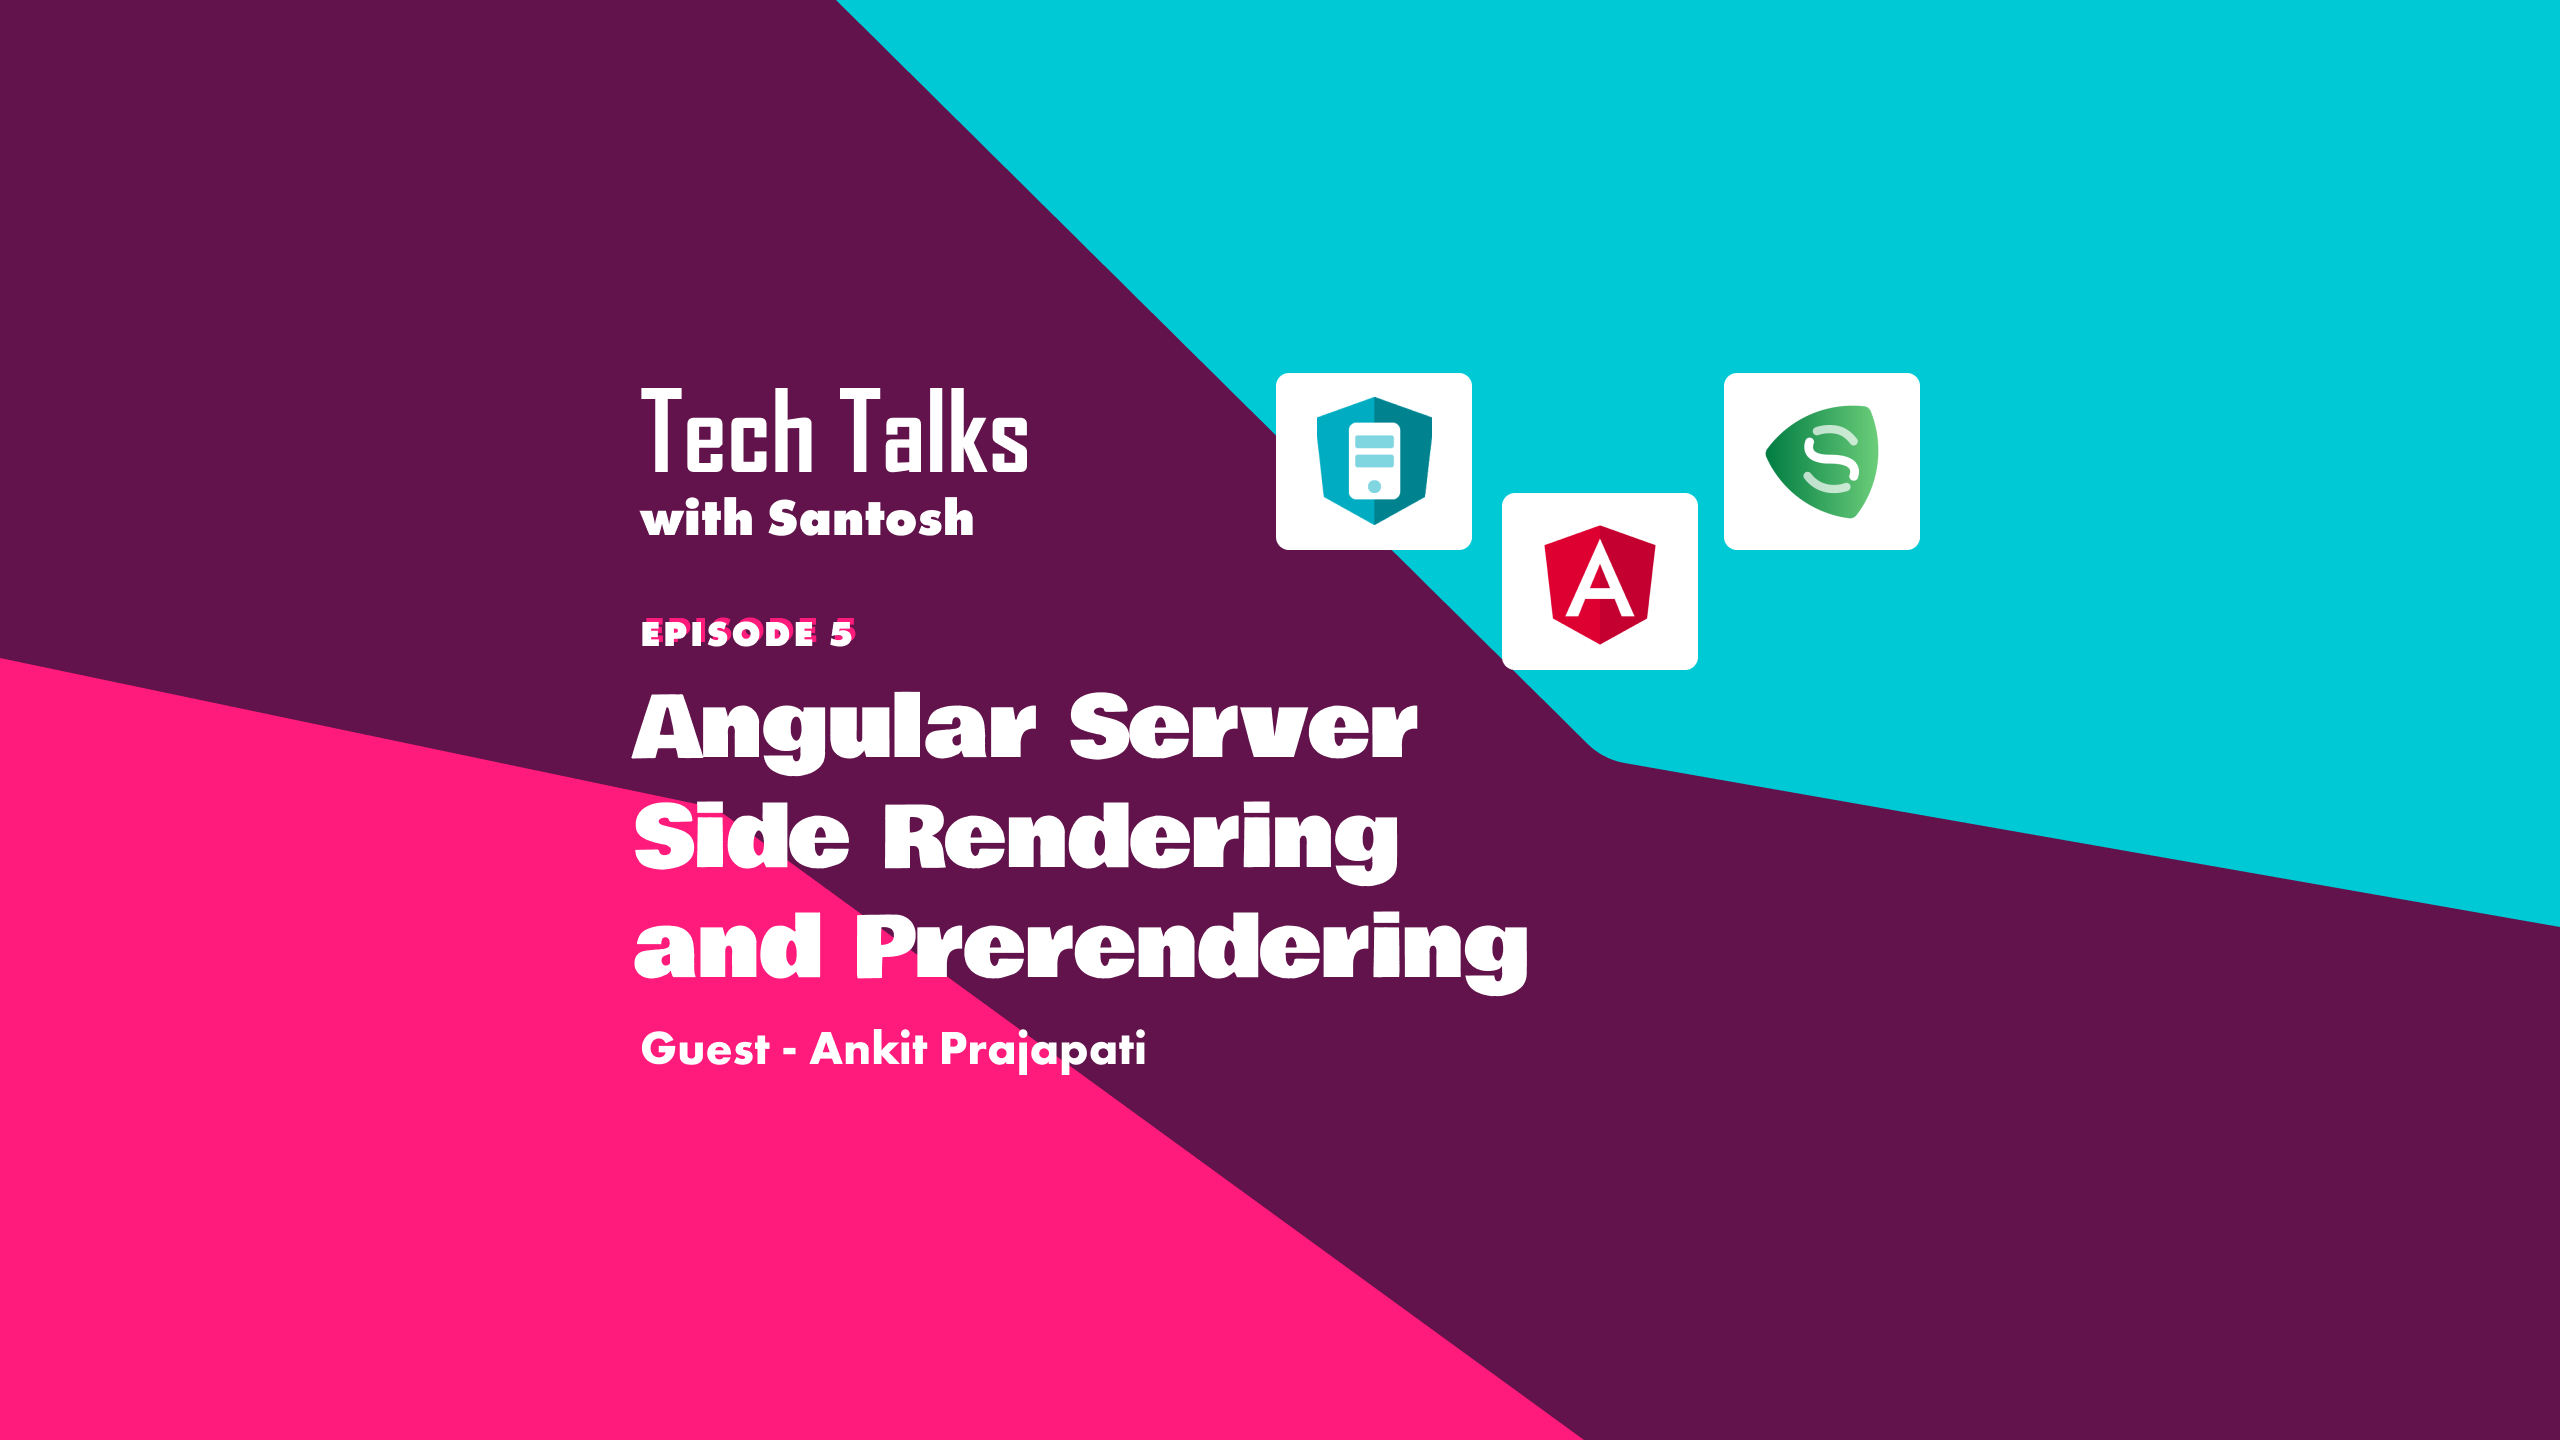 Tech Talks
with Santosh
EPISODE 5
Angular Server
Side Rendering
and Prerendering
Guest - Ankit Prajapati